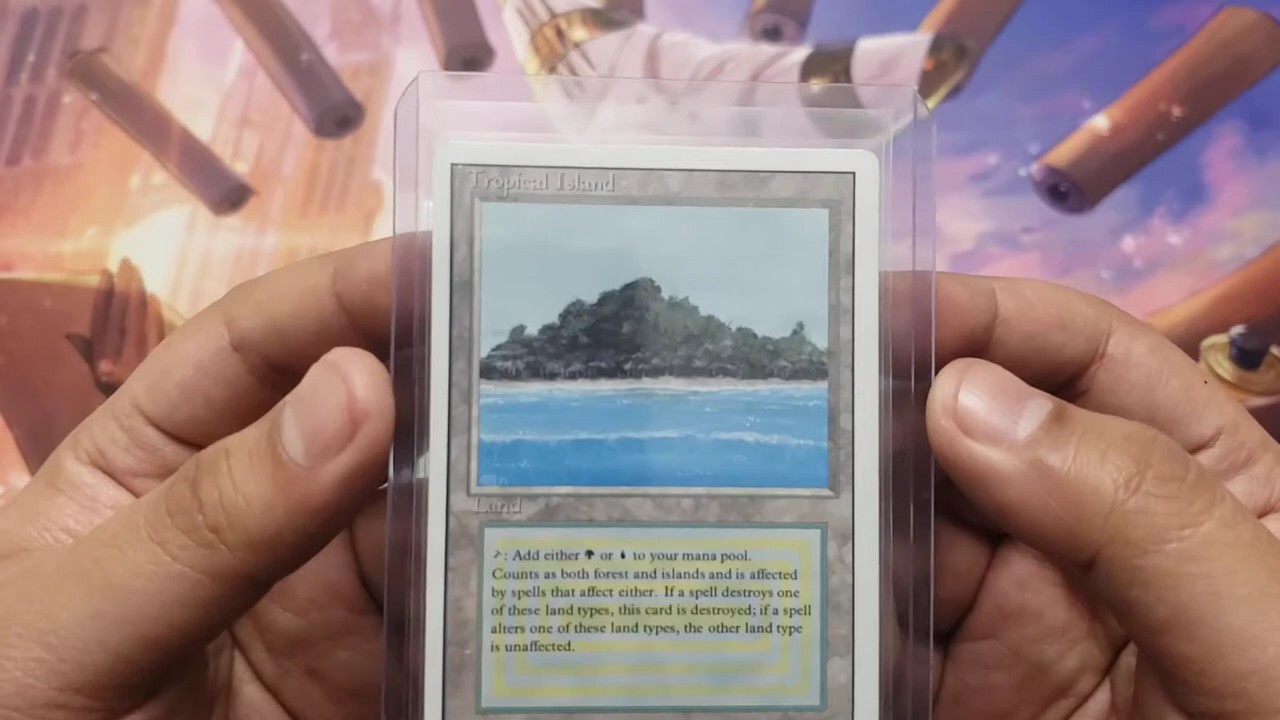 Tropical Island
Land
: Add either or to your mana pool.
Counts as both forest and islands and is affected
by spells that affect either. If a spell destroys one
of these land types, this card is destroyed; if a spell
alters one of these land types, the other land type
is unaffected.